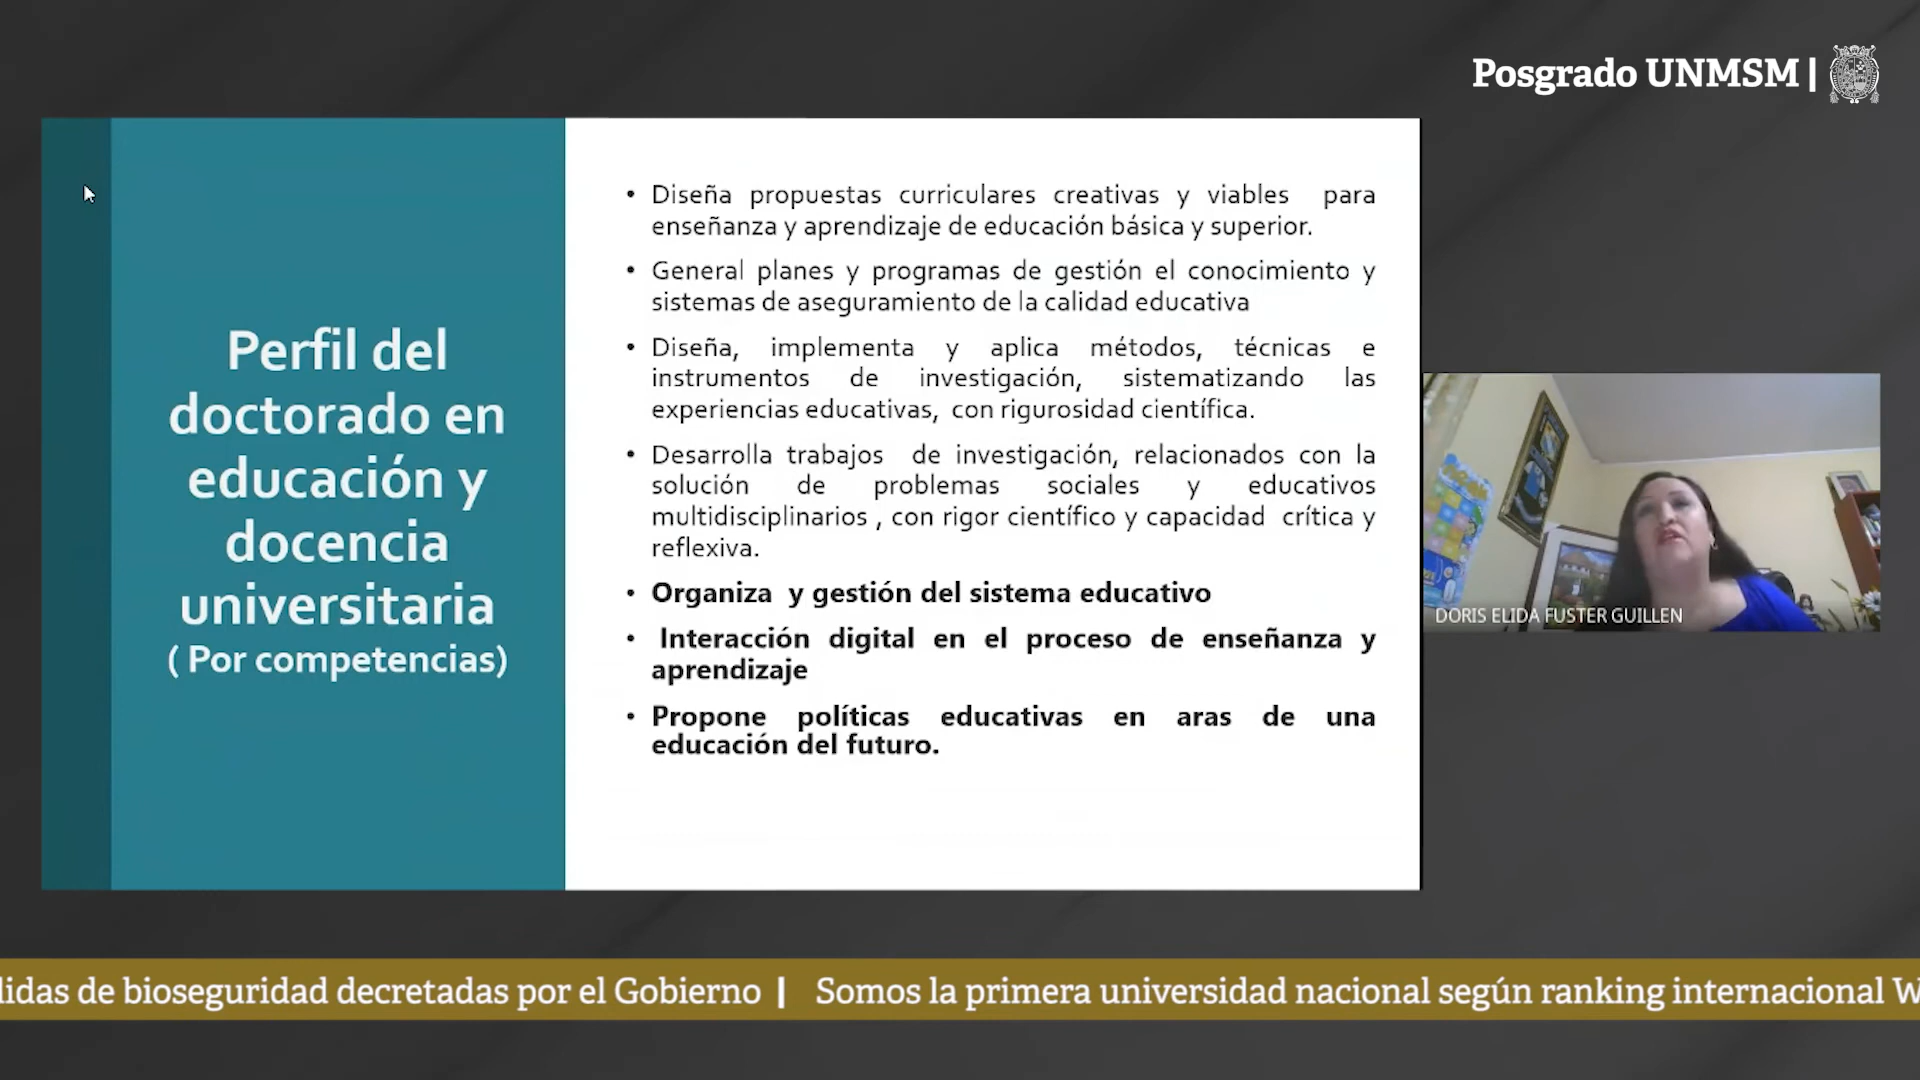 Posgrado UNMSM |
Perfil del
doctorado en
educación y
docencia
universitaria
( Por competencias)
• Diseña propuestas curriculares creativas y viables para
enseñanza y aprendizaje de educación básica y superior.
• General planes y programas de gestión el conocimiento y
sistemas de aseguramiento de la calidad educativa
• Diseña, implementa y aplica métodos, técnicas e
instrumentos de investigación, sistematizando las
experiencias educativas, con rigurosidad científica.
• Desarrolla trabajos de investigación, relacionados con la
solución de problemas sociales y educativos
multidisciplinarios , con rigor científico y capacidad crítica y
reflexiva.
• Organiza y gestión del sistema educativo
• Interacción digital en el proceso de enseñanza y
aprendizaje
• Propone políticas educativas en aras de una
educación del futuro.
DORIS ELIDA FUSTER GUILLEN
lidas de bioseguridad decretadas por el Gobierno | Somos la primera universidad nacional según ranking internacional W